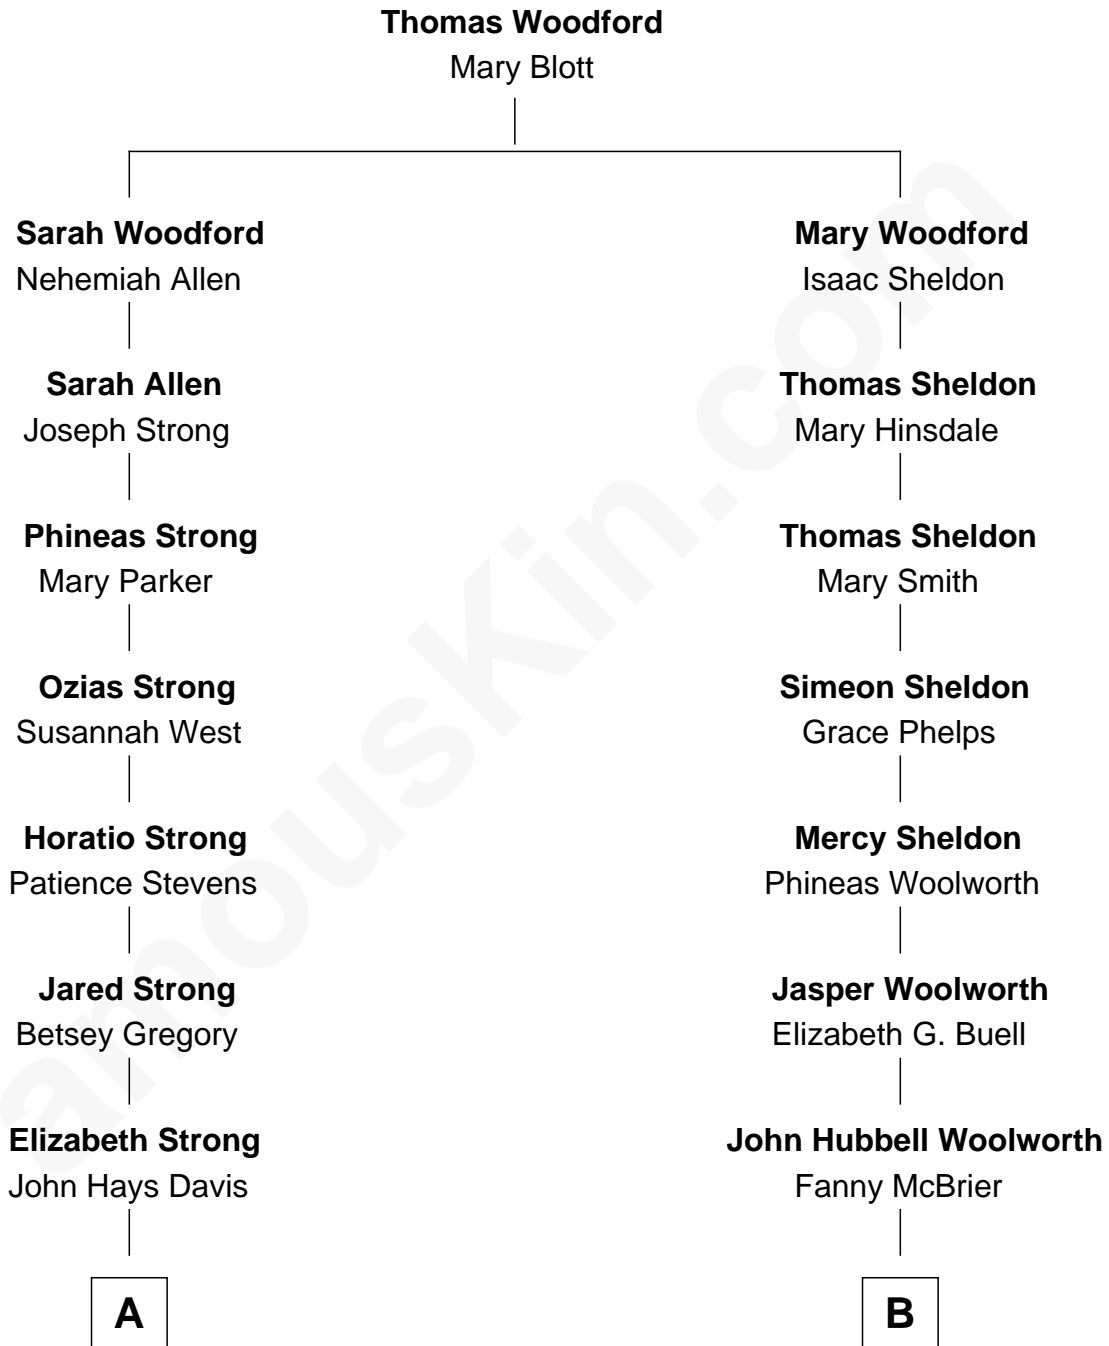 Thomas Woodford
Mary Blott
Sarah Woodford
Nehemiah Allen
Mary Woodford
Isaac Sheldon
Sarah Allen
Joseph Strong
Thomas Sheldon
Mary Hinsdale
Phineas Strong
Mary Parker
Thomas Sheldon
Mary Smith
Ozias Strong
Susannah West
Simeon Sheldon
Grace Phelps
Horatio Strong
Patience Stevens
Mercy Sheldon
Phineas Woolworth
Jared Strong
Betsey Gregory
Jasper Woolworth
Elizabeth G. Buell
Elizabeth Strong
John Hays Davis
John Hubbell Woolworth
Fanny McBrier
A
B
amousKin.com